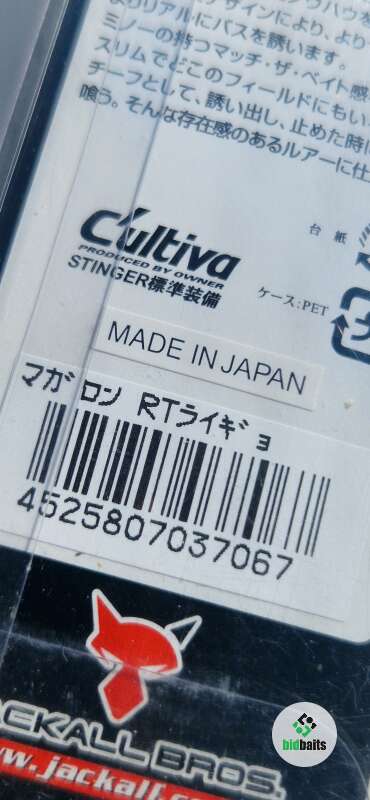 ミノーの持つマッチ・ザ・ベイト感
スリムでどこのフィールドにもい
チーフとして、誘い出し、止めた時に
喰う。そんな存在感のあるルアーに仕
台紙
C'ultiva
PRODUCED BY OWNER
STINGER標準装備
ケース:PET
MADE IN JAPAN
マガロン RTライギョ
4525807037067
JACKALL BROS.
www.jackall.
bidbaits